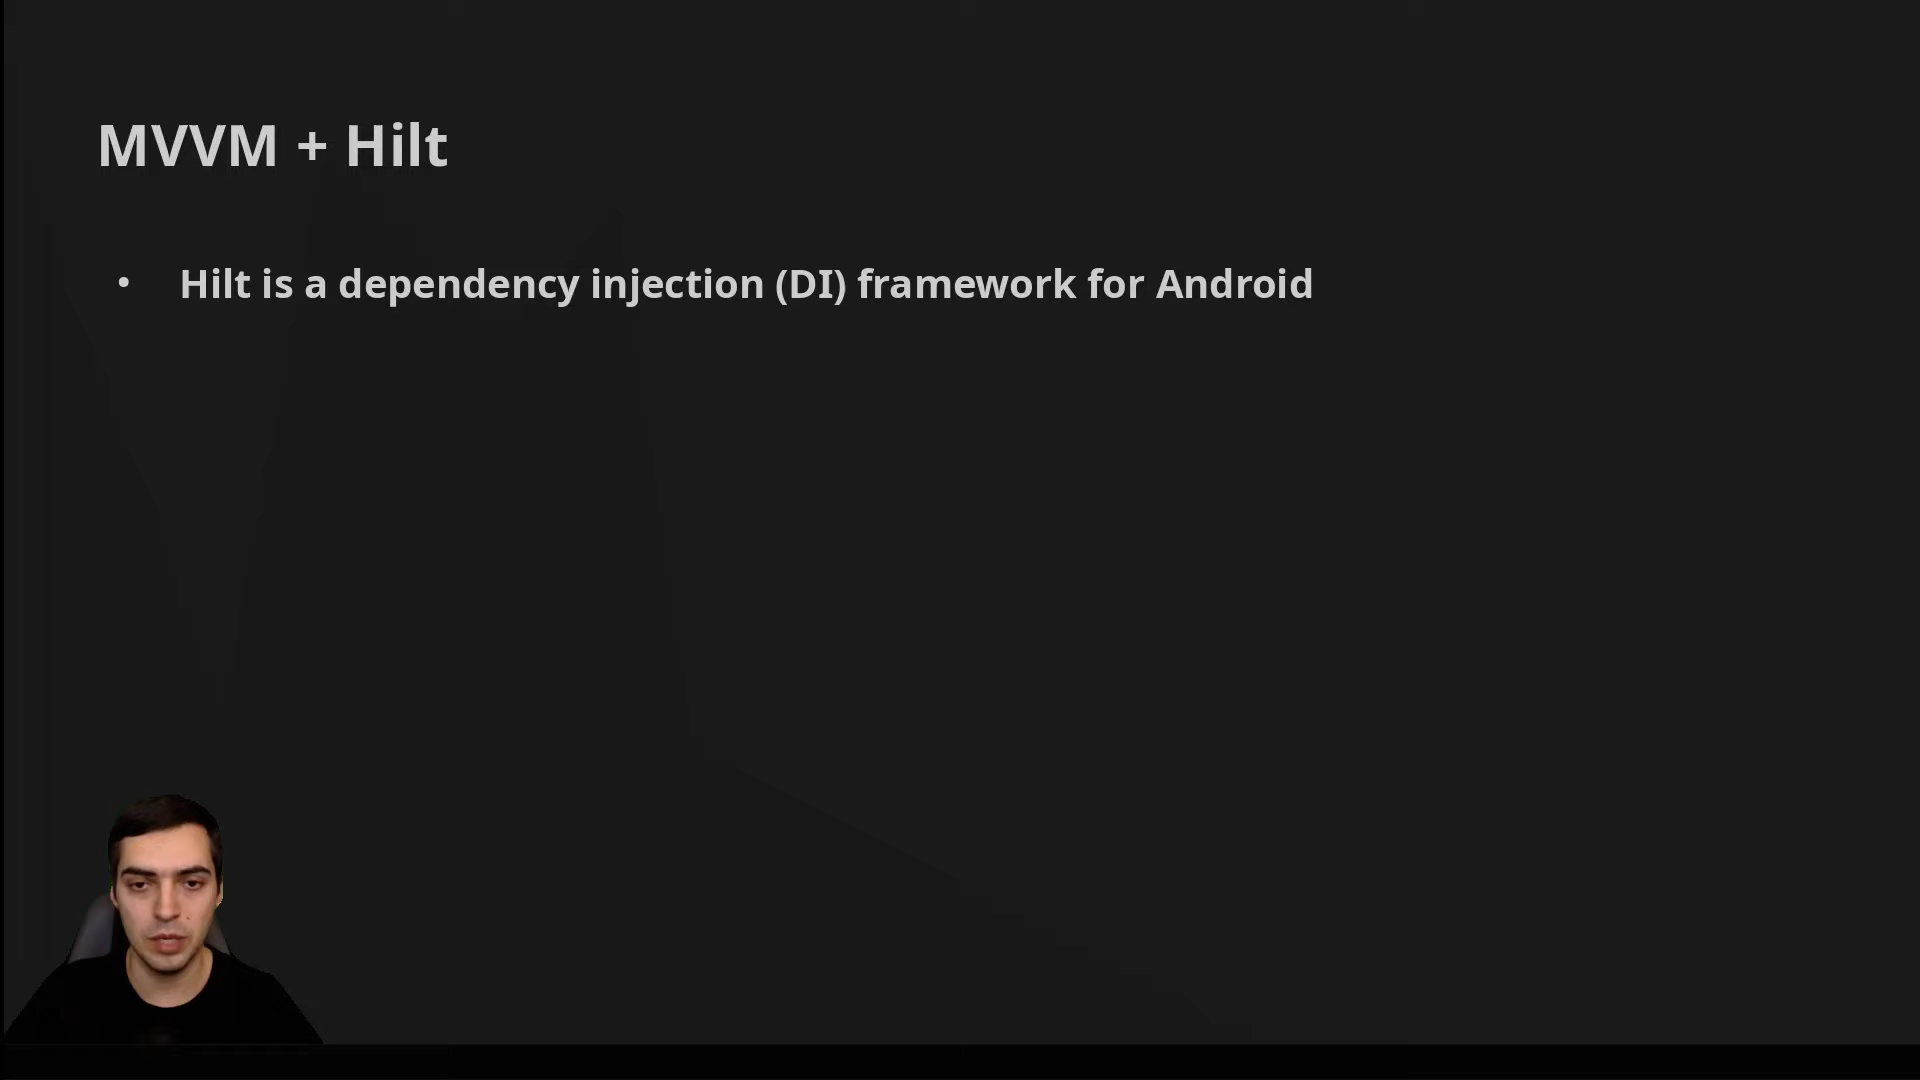 MVVM + Hilt
• Hilt is a dependency injection (DI) framework for Android